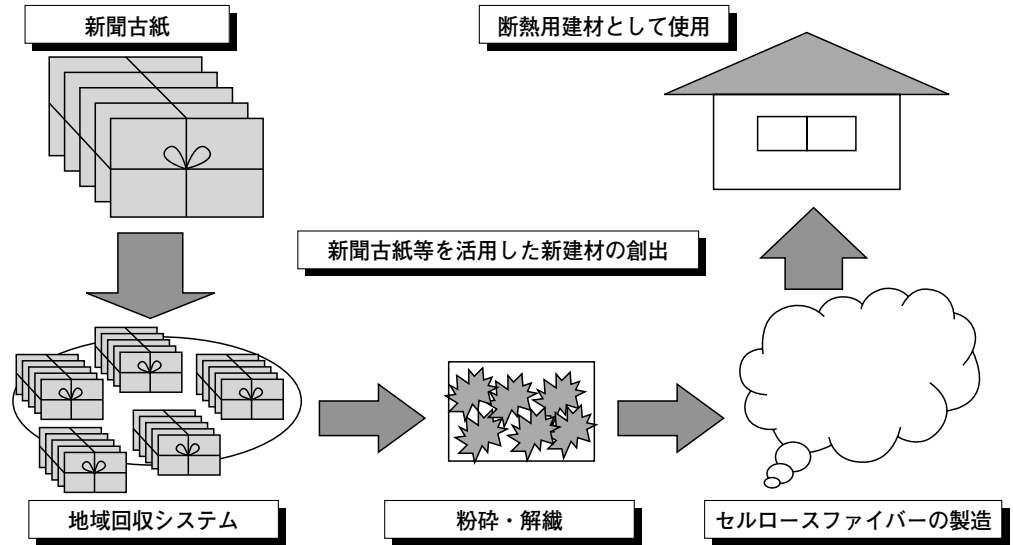 新聞古紙
断熱用建材として使用
新聞古紙等を活用した新建材の創出
地域回収システム
粉砕・解繊
セルロースファイバーの製造